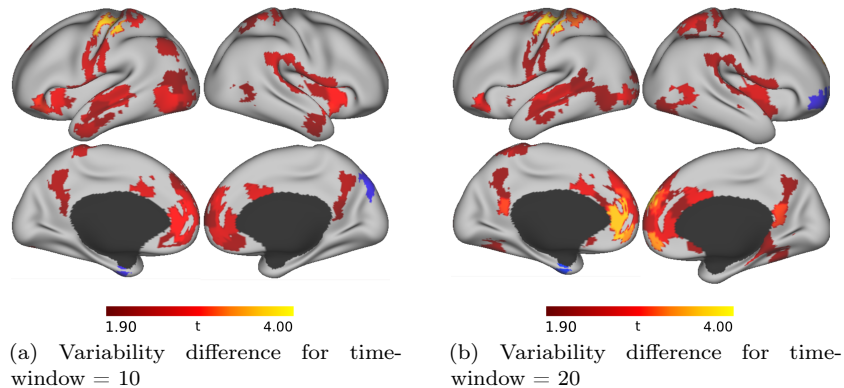 1.90 t 4.00
(a) Variability difference for time-
window = 10
1.90 t 4.00
(b) Variability difference for time-
window = 20